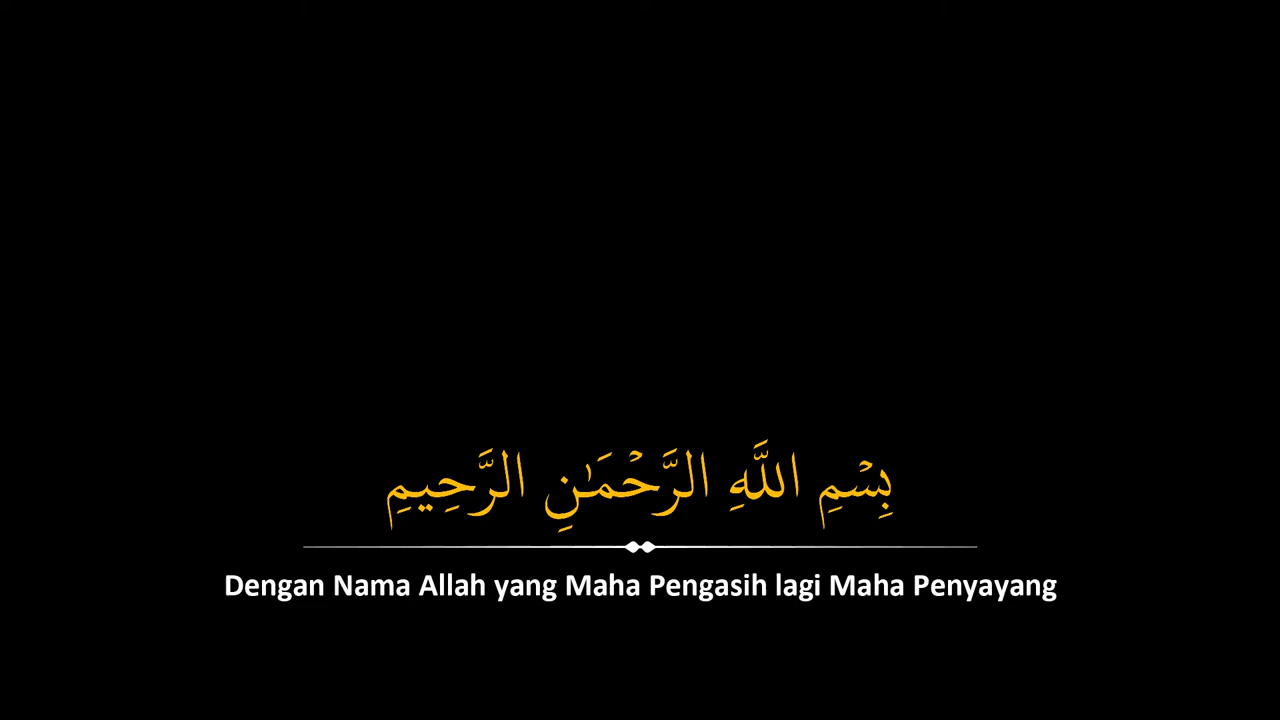 بِسْمِ اللَّهِ الرَّحْمَٰنِ الرَّحِيمِ
Dengan Nama Allah yang Maha Pengasih lagi Maha Penyayang